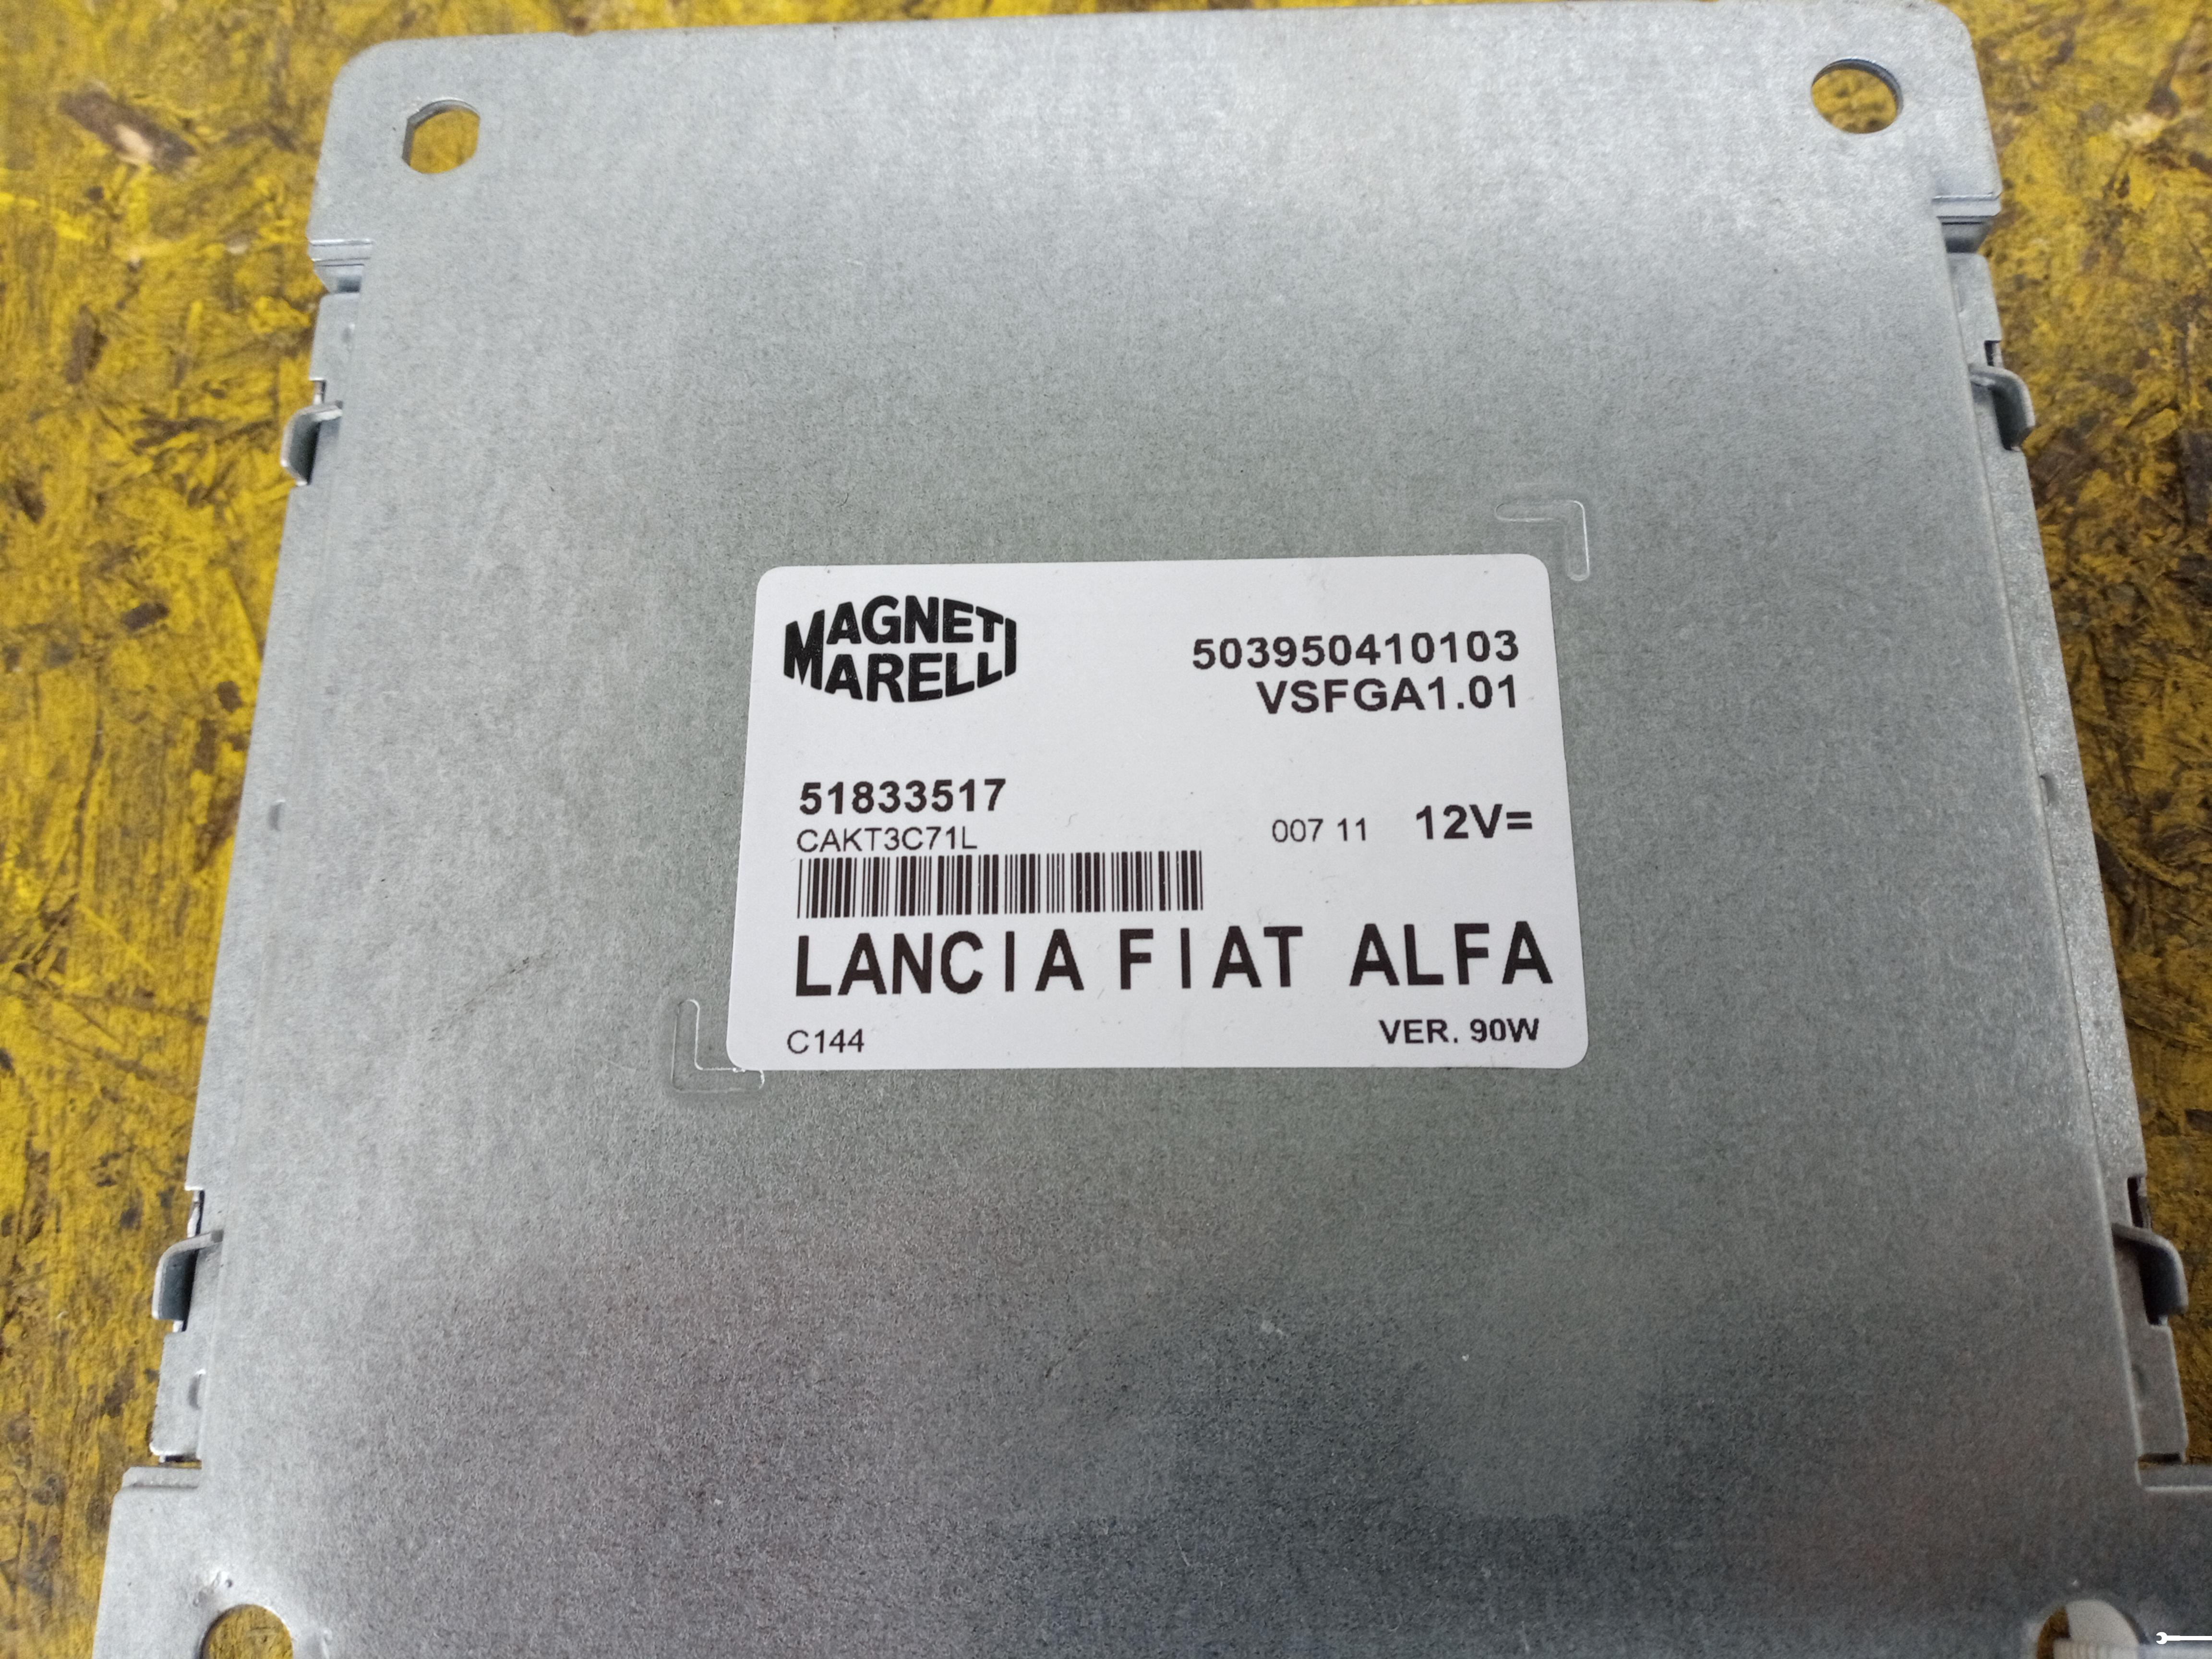 MAGNETI
MARELLI
503950410103
VSFGA1.01
51833517
CAKT3C71L
007 11 12V=
LANCIA FIAT ALFA
C144 VER. 90W